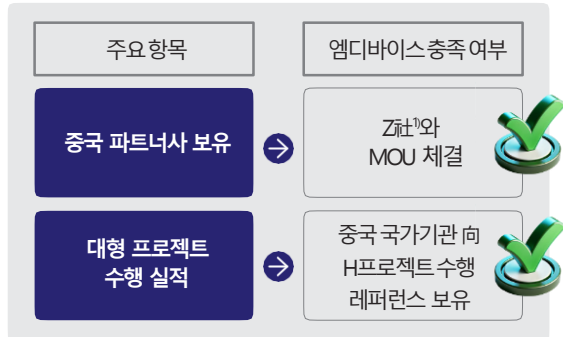 주요 항목
엠디바이스 충족 여부
중국 파트너사 보유
Z社¹⁾와
MOU 체결
대형 프로젝트
수행 실적
중국 국가기관 向
H프로젝트 수행
레퍼런스 보유